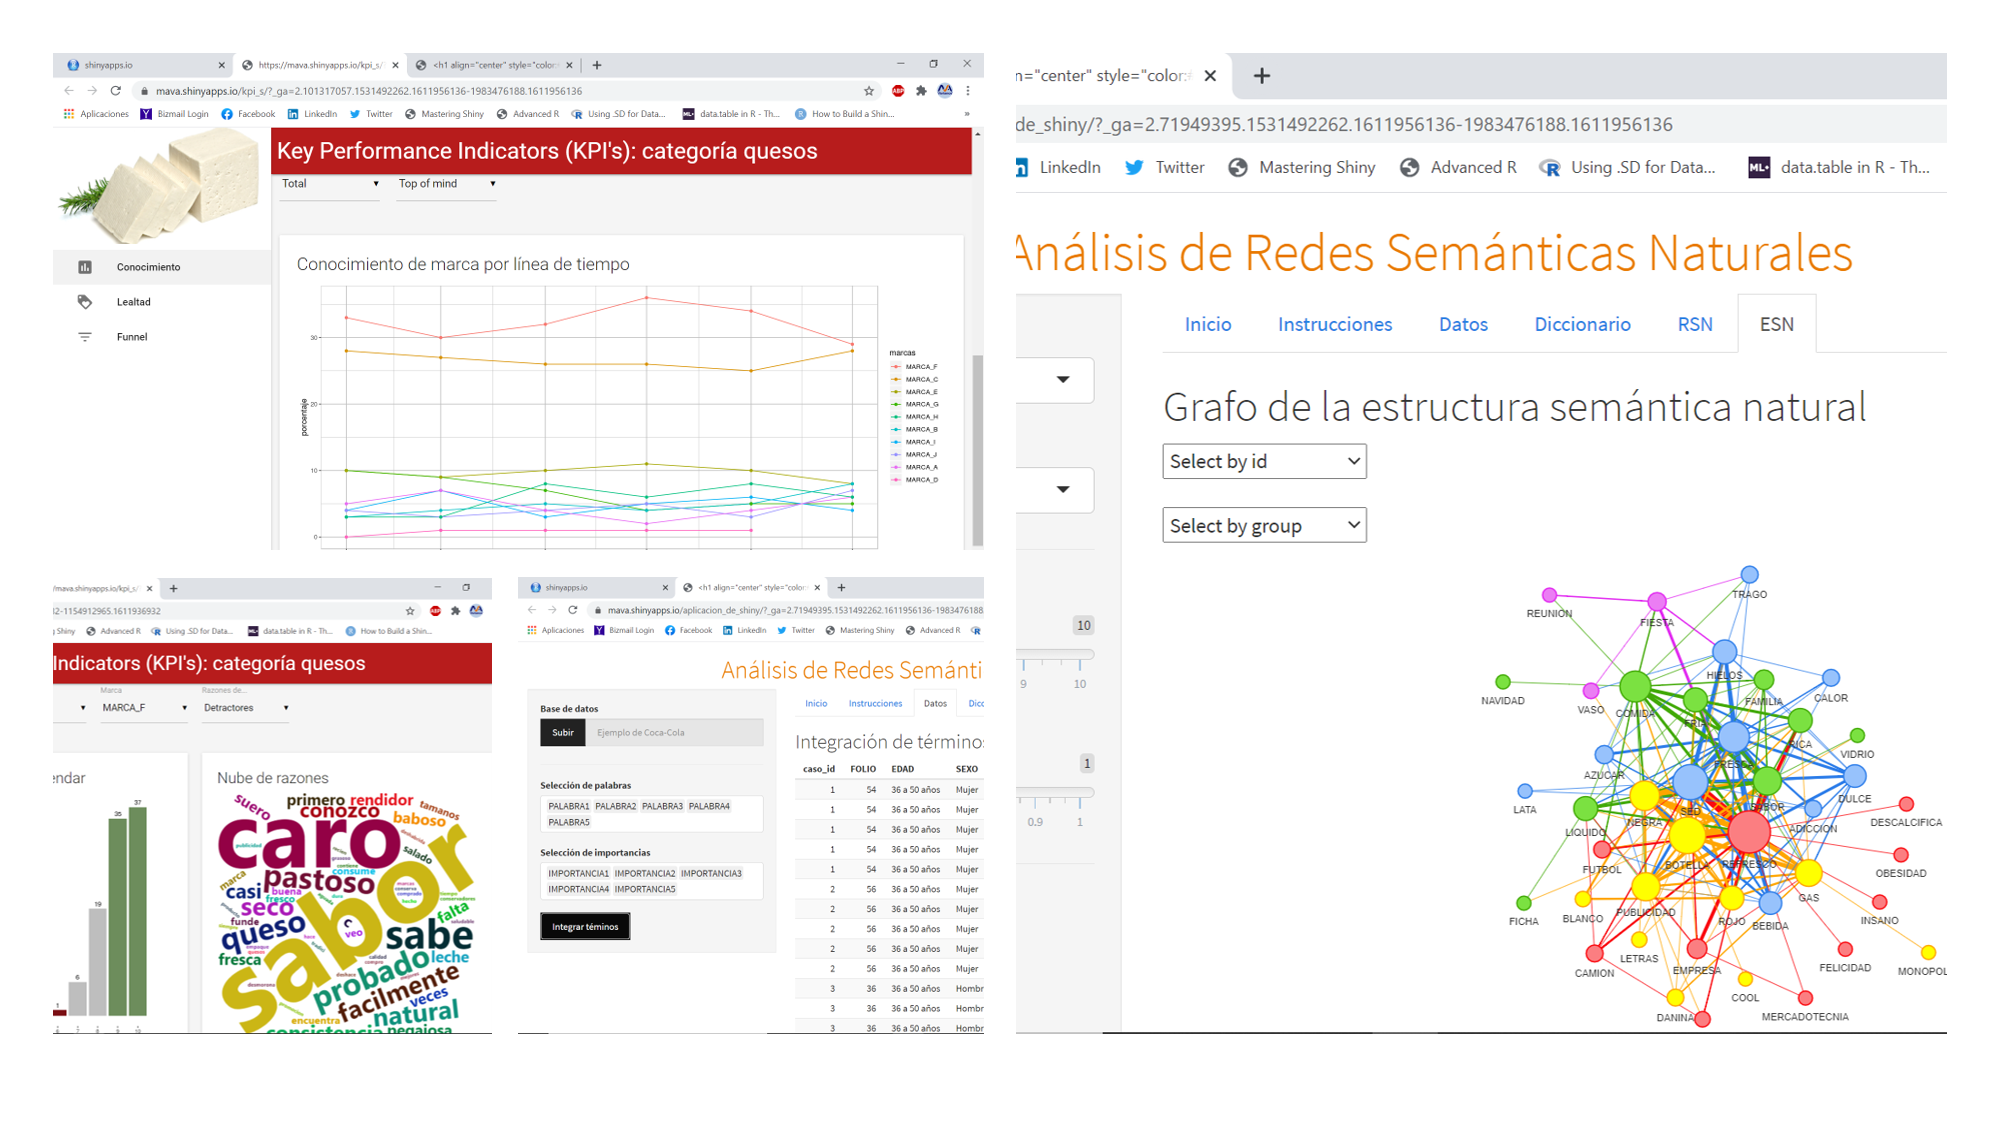 shinyapps.io
https://mava.shinyapps.io/kpi_s/
<h1 align="center" style="color:
mava.shinyapps.io/kpi_s/?_ga=2.101317057.1531492262.1611956136-1983476188.1611956136
Aplicaciones Bizmail Login Facebook LinkedIn Twitter Mastering Shiny Advanced R Using .SD for Data... data.table in R - Th... How to Build a Shin...
Key Performance Indicators (KPI's): categoría quesos
Total Top of mind
Conocimiento
Lealtad
Funnel
Conocimiento de marca por línea de tiempo
porcentaje
30
20
10
0
marcas
MARCA_F
MARCA_C
MARCA_E
MARCA_G
MARCA_H
MARCA_B
MARCA_I
MARCA_J
MARCA_A
MARCA_D
/mava.shinyapps.io/kpi_s/
32-1154912965.1611936932
Shiny Advanced R Using .SD for Data... data.table in R - Th... How to Build a Shin...
Indicators (KPI's): categoría quesos
Marca Razones de...
MARCA_F Detractores
endar
37
35
19
6
1
Nube de razones
suero
primero rendidor
conozco
tamanos
baboso
caro
salado
pastoso
consume
marca
casi
buena
fresco
seco
funde
queso
sabor
veo
falta
sabe
fresca
leche
probado
facilmente
veces
encuentra
natural
consistencia pegajosa
shinyapps.io
<h1 align="center" style="color:
mava.shinyapps.io/aplicacion_de_shiny/?_ga=2.71949395.1531492262.1611956136-1983476188
Aplicaciones Bizmail Login Facebook LinkedIn Twitter Mastering Shiny Advanced R
Análisis de Redes Semánti
Base de datos
Subir Ejemplo de Coca-Cola
Selección de palabras
PALABRA1 PALABRA2 PALABRA3 PALABRA4
PALABRA5
Selección de importancias
IMPORTANCIA1 IMPORTANCIA2 IMPORTANCIA3
IMPORTANCIA4 IMPORTANCIA5
Integrar téminos
Inicio Instrucciones Datos Dicc
Integración de términos
caso_id FOLIO EDAD SEXO
1 54 36 a 50 años Mujer
1 54 36 a 50 años Mujer
1 54 36 a 50 años Mujer
1 54 36 a 50 años Mujer
1 54 36 a 50 años Mujer
2 56 36 a 50 años Mujer
2 56 36 a 50 años Mujer
2 56 36 a 50 años Mujer
2 56 36 a 50 años Mujer
2 56 36 a 50 años Mujer
3 36 36 a 50 años Hombr
3 36 36 a 50 años Hombr
3 36 36 a 50 años Hombr
n="center" style="color:
de_shiny/?_ga=2.71949395.1531492262.1611956136-1983476188.1611956136
LinkedIn Twitter Mastering Shiny Advanced R Using .SD for Data... data.table in R - Th...
Análisis de Redes Semánticas Naturales
Inicio Instrucciones Datos Diccionario RSN ESN
Grafo de la estructura semántica natural
Select by id
Select by group
10
9 10
1
0.9 1
TRAGO
REUNIÓN
FIESTA
HIELOS
NAVIDAD
VASO
COMIDA
FAMILIA
CALOR
FRIA
RICA
VIDRIO
AZUCAR
FRESCA
LATA
DULCE
NEGRA
SED
SABOR
LIQUIDO
ADICCION
DESCALCIFICA
FUTBOL
BOTELLA
REFRESCO
OBESIDAD
GAS
FICHA
BLANCO
PUBLICIDAD
ROJO
BEBIDA
INSANO
LETRAS
CAMION
EMPRESA
FELICIDAD
MONOPOL
COOL
DANINA
MERCADOTECNIA